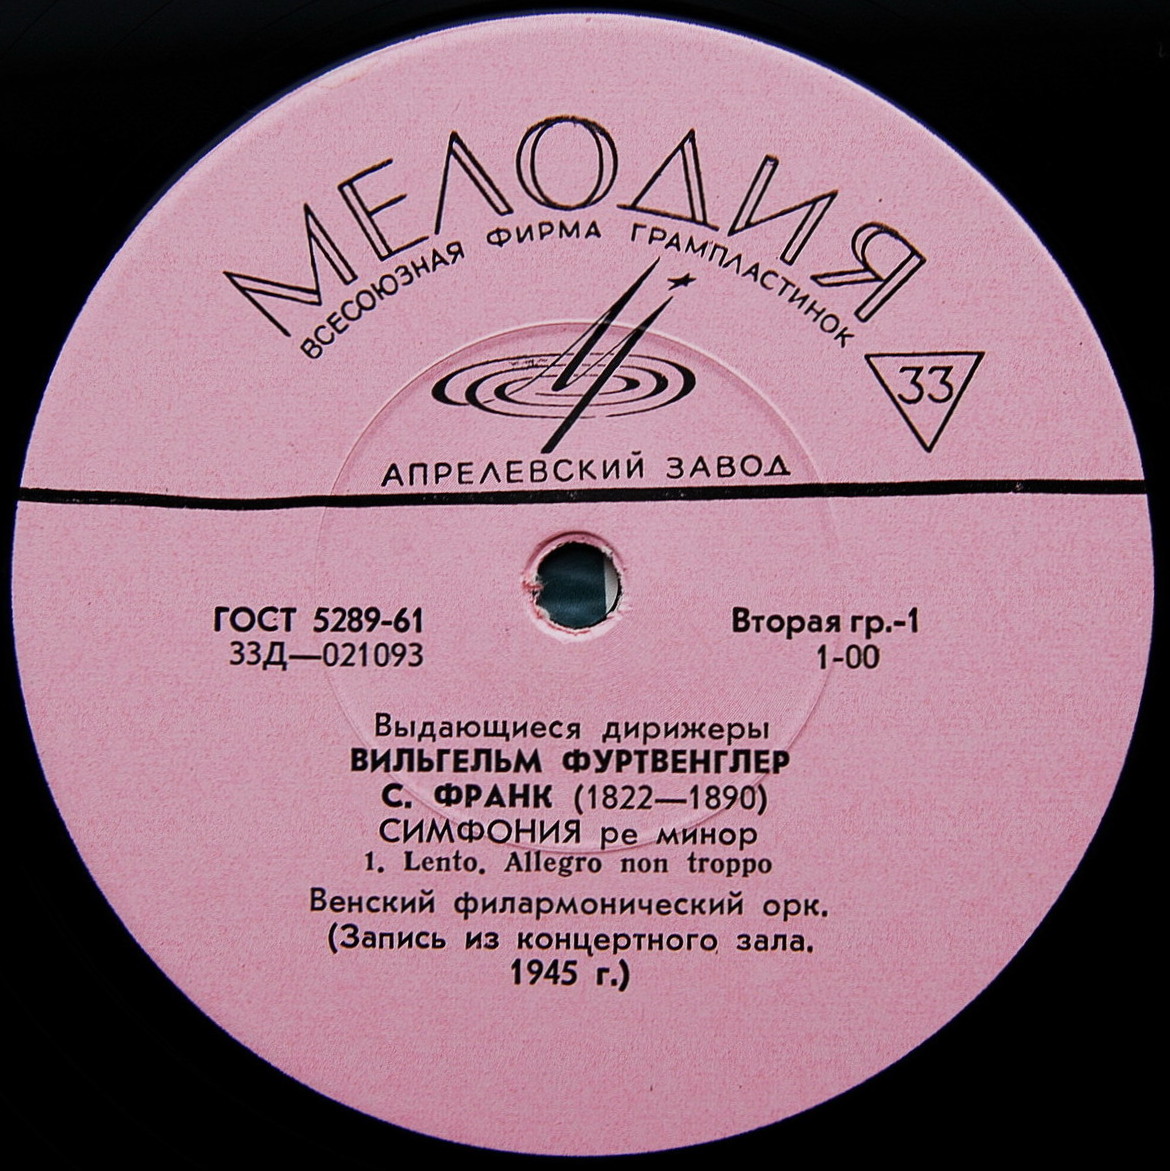 МЕЛОДИЯ
ВСЕСОЮЗНАЯ ФИРМА ГРАМПЛАСТИНОК
33
АПРЕЛЕВСКИЙ ЗАВОД
ГОСТ 5289-61
33Д—021093
Вторая гр.-1
1-00
Выдающиеся дирижеры
ВИЛЬГЕЛЬМ ФУРТВЕНГЛЕР
С. ФРАНК (1822—1890)
СИМФОНИЯ ре минор
1. Lento. Allegro non troppo
Венский филармонический орк.
(Запись из концертного зала.
1945 г.)